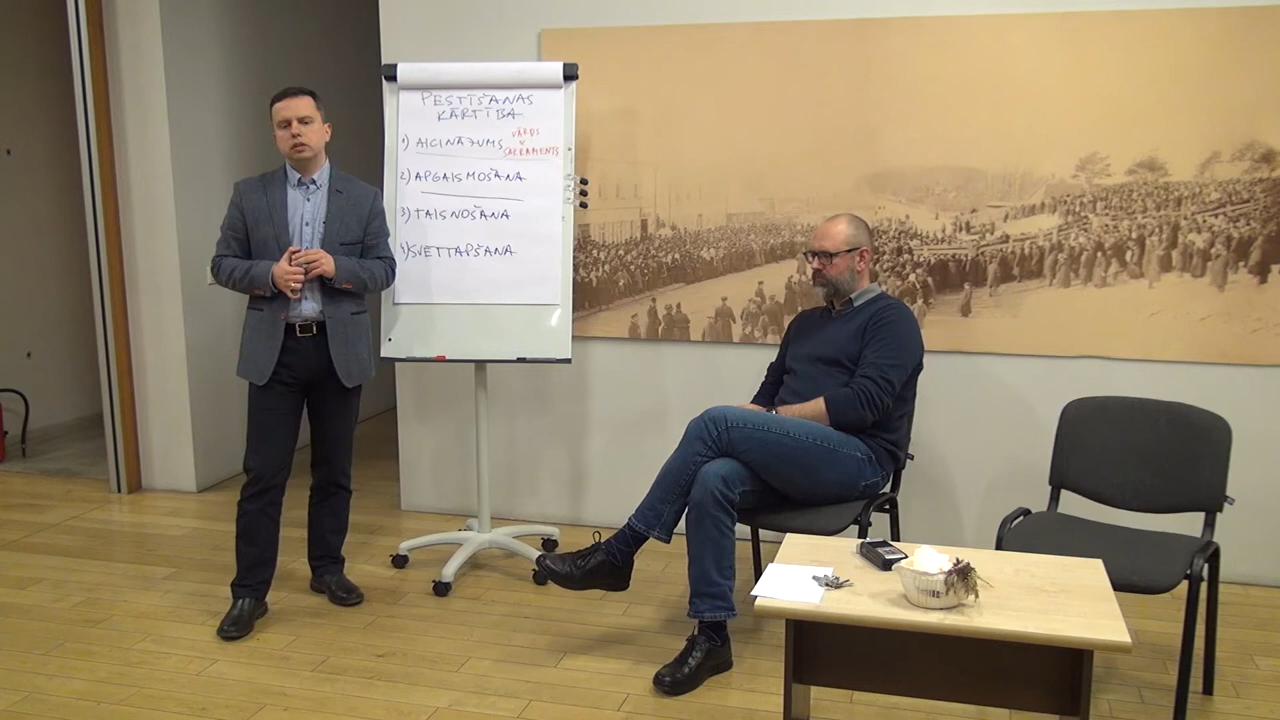 PESTĪŠANAS
KĀRTĪBA
1) AICINĀJUMS VĀRDS
SAKRAMENTS
2) APGAISMOŠANA
3) TAISNOŠANA
4) SVĒTTAPŠANA